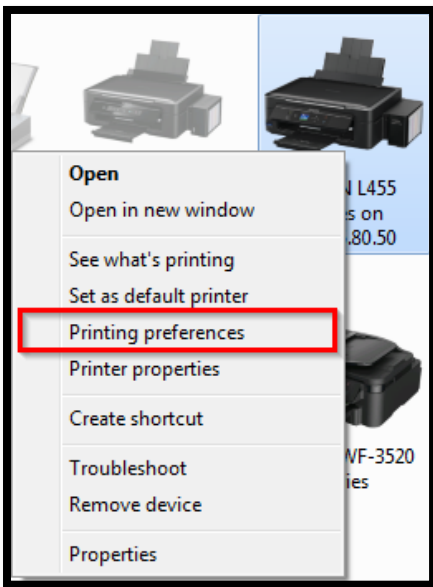 Open
Open in new window
See what's printing
Set as default printer
Printing preferences
Printer properties
Create shortcut
Troubleshoot
Remove device
Properties
L455
on
.80.50
WF-3520